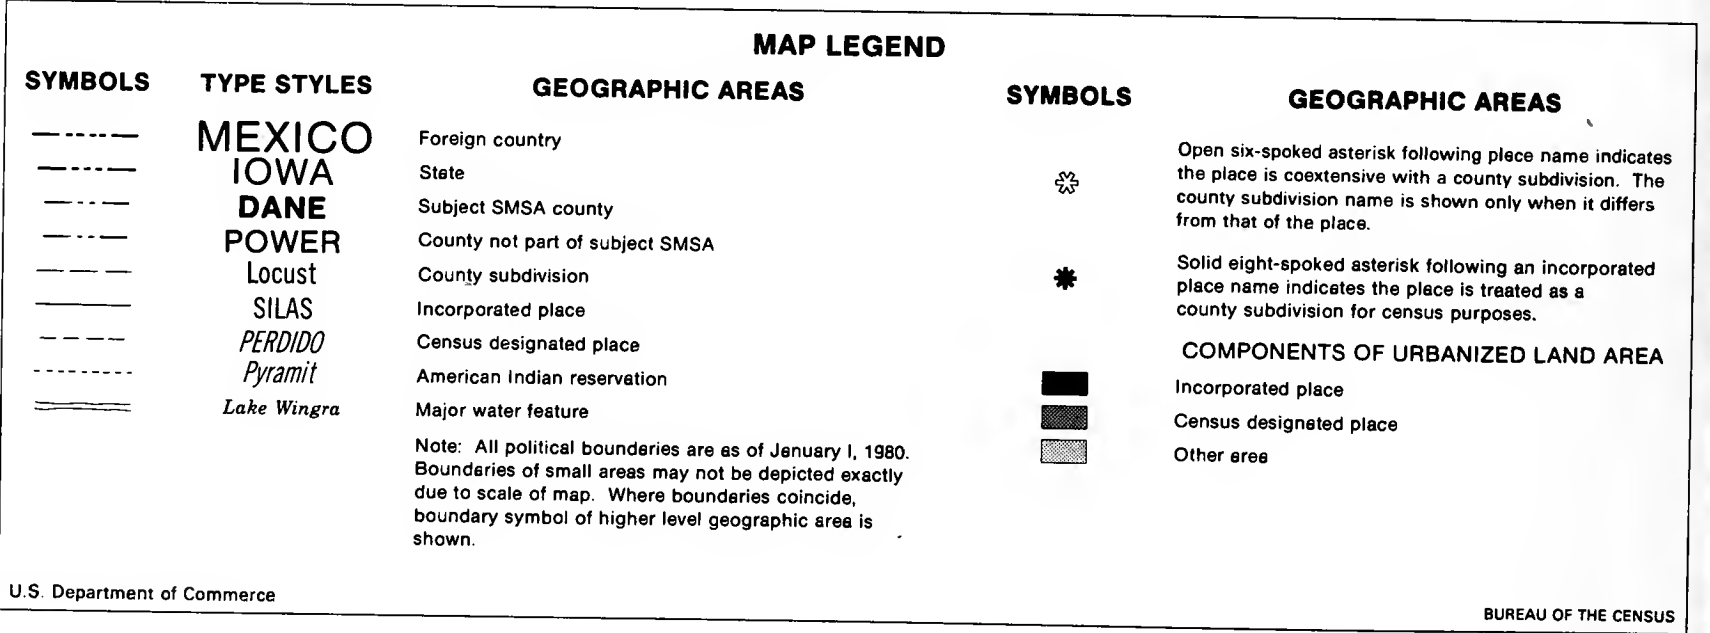 MAP LEGEND
SYMBOLS TYPE STYLES GEOGRAPHIC AREAS
MEXICO Foreign country
IOWA State
DANE Subject SMSA county
POWER County not part of subject SMSA
Locust County subdivision
SILAS Incorporated place
PERDIDO Census designated place
Pyramit American Indian reservation
Lake Wingra Major water feature
Note: All political boundaries are as of January I, 1980.
Boundaries of small areas may not be depicted exactly
due to scale of map. Where boundaries coincide,
boundary symbol of higher level geographic area is
shown.
SYMBOLS GEOGRAPHIC AREAS
Open six-spoked asterisk following place name indicates
the place is coextensive with a county subdivision. The
county subdivision name is shown only when it differs
from that of the place.
Solid eight-spoked asterisk following an incorporated
place name indicates the place is treated as a
county subdivision for census purposes.
COMPONENTS OF URBANIZED LAND AREA
Incorporated place
Census designated place
Other area
U.S. Department of Commerce
BUREAU OF THE CENSUS